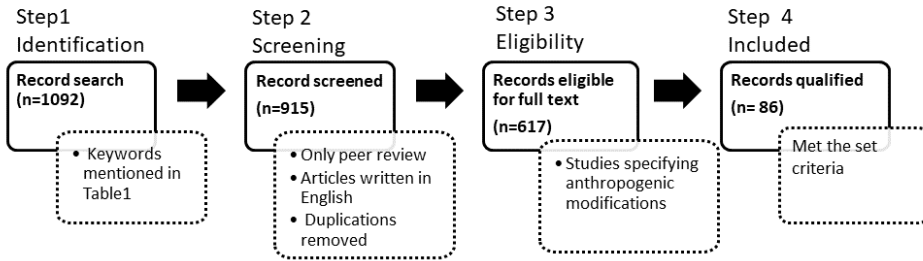 Step1
Identification
Record search
(n=1092)
• Keywords
mentioned in
Table1
Step 2
Screening
Record screened
(n=915)
• Only peer review
• Articles written in
English
• Duplications
removed
Step 3
Eligibility
Records eligible
for full text
(n=617)
• Studies specifying
anthropogenic
modifications
Step 4
Included
Records qualified
(n= 86)
Met the set
criteria